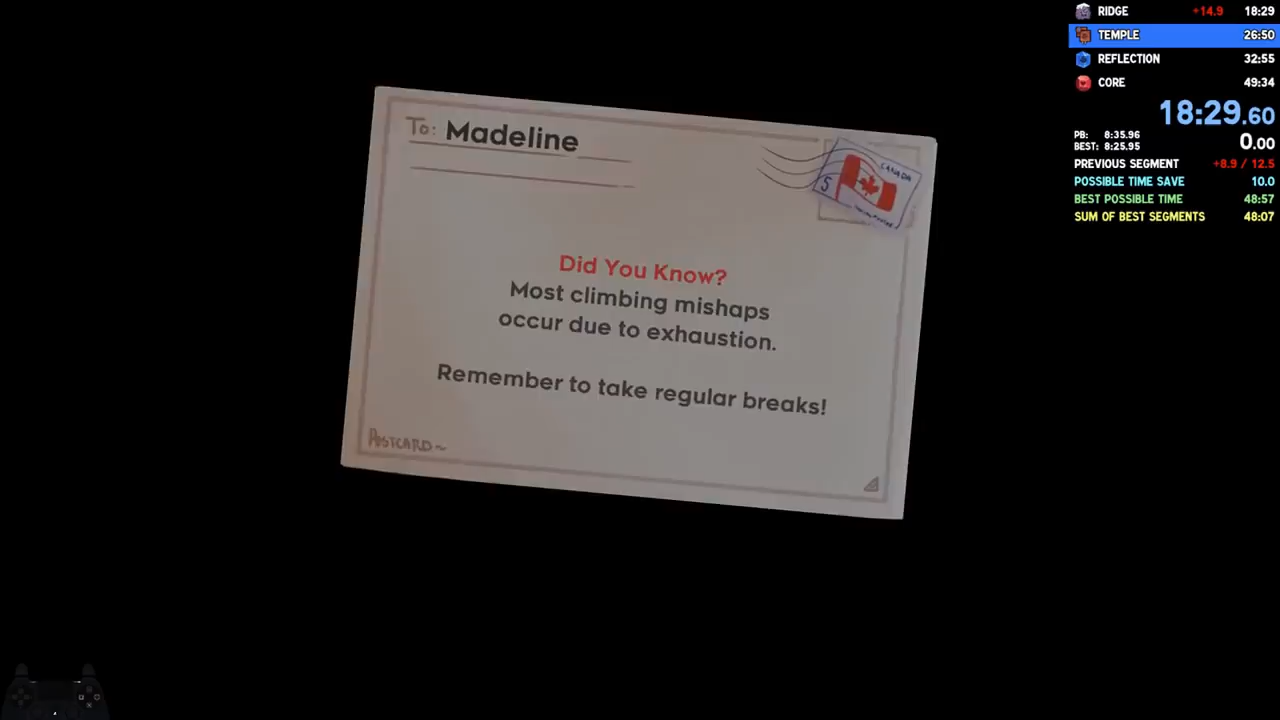 RIDGE +14.9 18:29
TEMPLE 26:50
REFLECTION 32:55
CORE 49:34
18:29.60
PB: 8:35.96
BEST: 8:25.95
0.00
PREVIOUS SEGMENT +8.9 / 12.5
POSSIBLE TIME SAVE 10.0
BEST POSSIBLE TIME 48:57
SUM OF BEST SEGMENTS 48:07
To: Madeline
CANADA
5
Did You Know?
Most climbing mishaps
occur due to exhaustion.
Remember to take regular breaks!
POSTCARD~